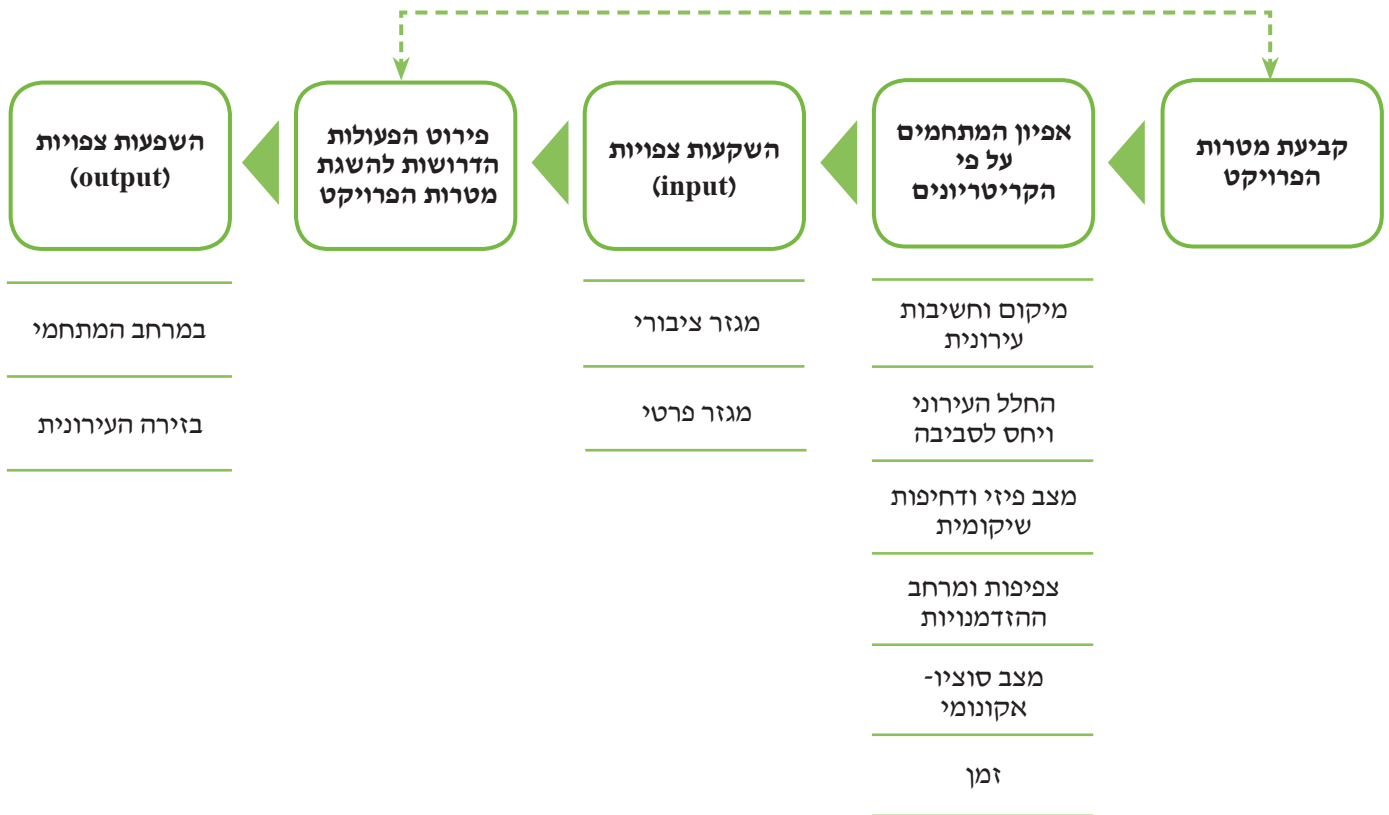 קביעת מטרות
הפרויקט
אפיון המתחמים
על פי
הקריטריונים
מיקום וחשיבות
עירונית
החלל העירוני
ויחס לסביבה
מצב פיזי ודחיפות
שיקומית
צפיפות ומרחב
ההזדמנויות
מצב סוציו-
אקונומי
זמן
השקעות צפויות
(input)
מגזר ציבורי
מגזר פרטי
פירוט הפעולות
הדרושות להשגת
מטרות הפרויקט
השפעות צפויות
(output)
במרחב המתחמי
בזירה העירונית